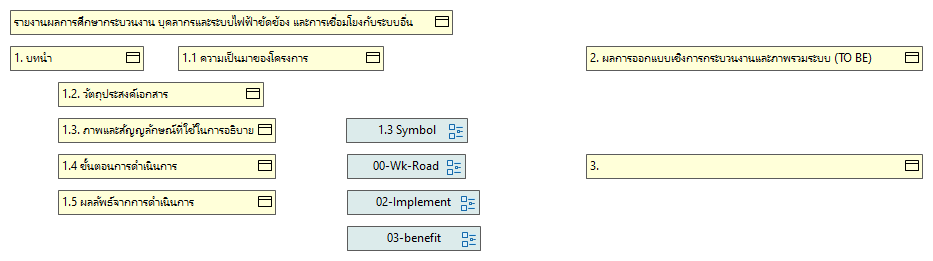 รายงานผลการศึกษากระบวนงาน บุคลากรและระบบไฟฟ้าขัดข้อง และการเชื่อมโยงกับระบบอื่น
1. บทนำ
1.1 ความเป็นมาของโครงการ
2. ผลการออกแบบเชิงการกระบวนงานและภาพรวมระบบ (TO BE)
1.2. วัตถุประสงค์เอกสาร
1.3. ภาพและสัญญลักษณ์ที่ใช้ในการอธิบาย
1.3 Symbol
1.4 ขั้นตอนการดำเนินการ
00-Wk-Road
3.
1.5 ผลลัพธ์จากการดำเนินการ
02-Implement
03-benefit